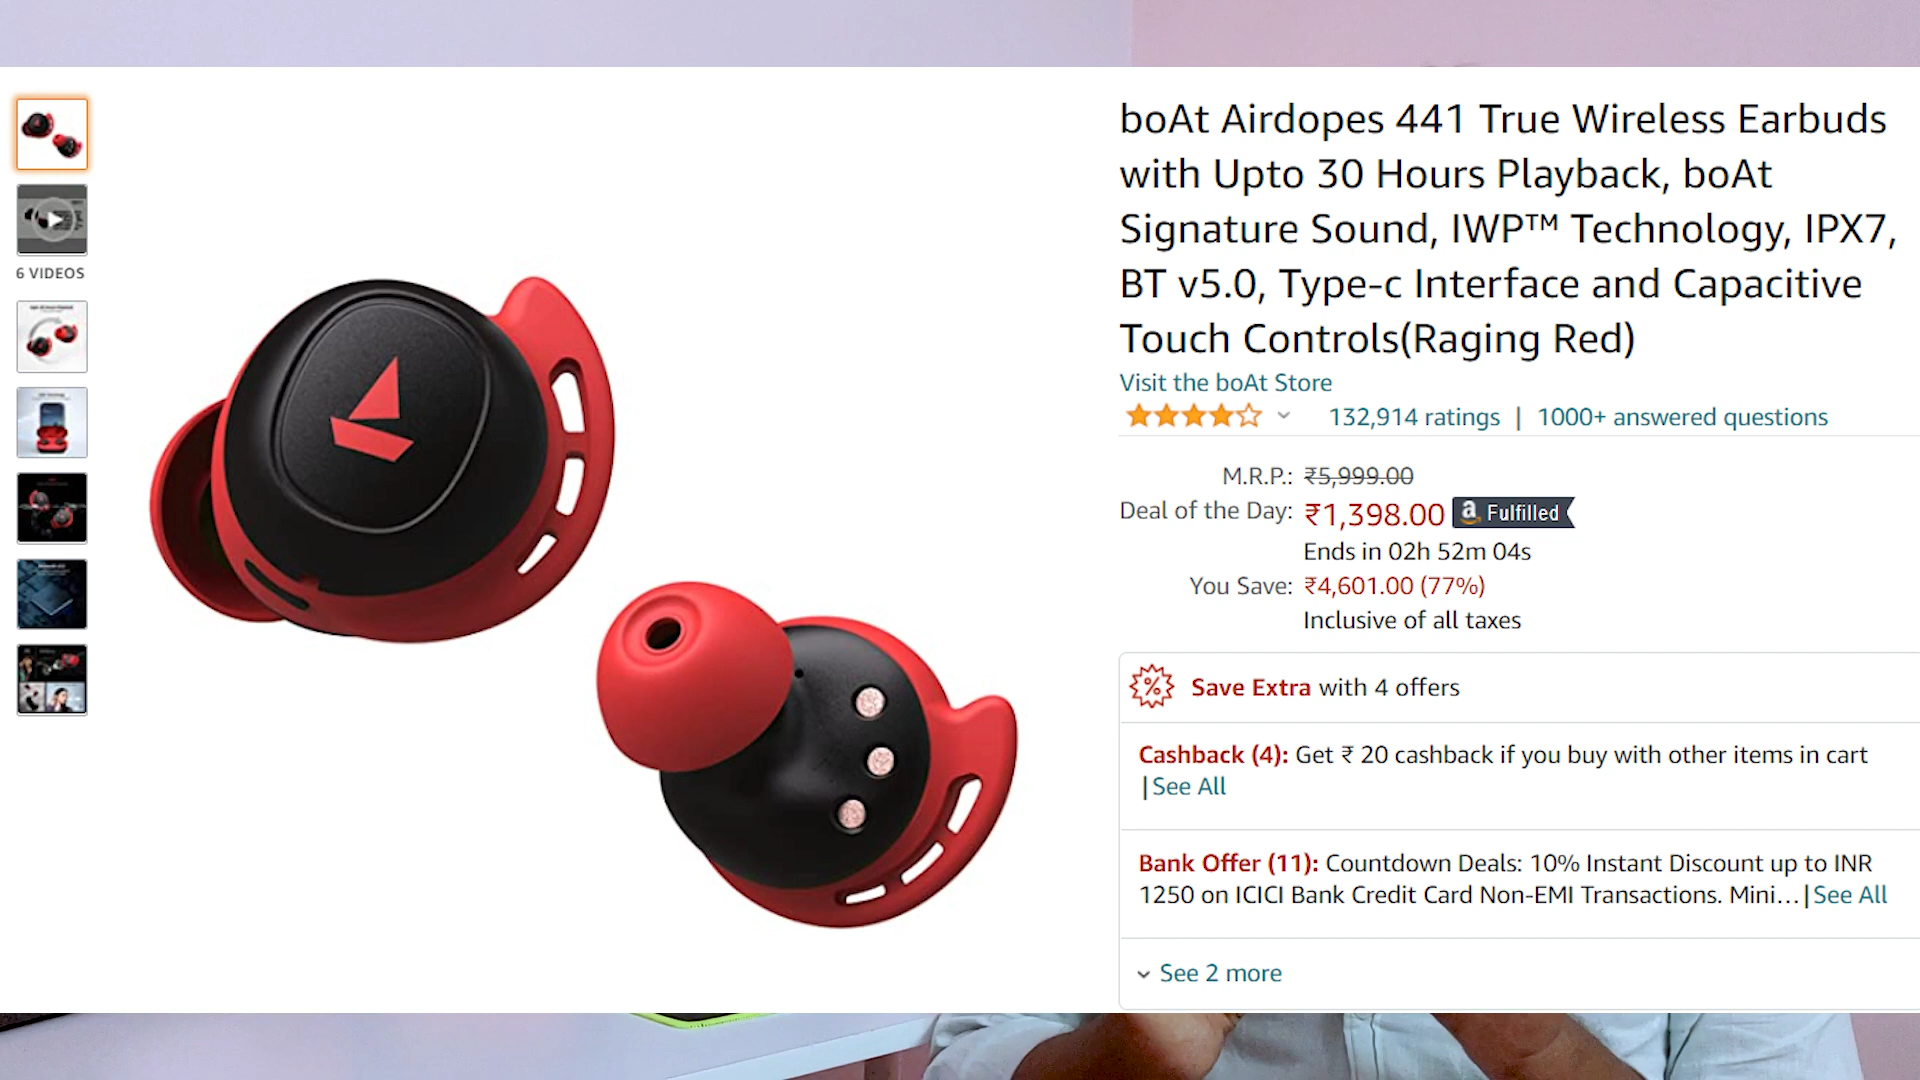 boAt Airdopes 441 True Wireless Earbuds
with Upto 30 Hours Playback, boAt
Signature Sound, IWP™ Technology, IPX7,
BT v5.0, Type-c Interface and Capacitive
Touch Controls(Raging Red)
Visit the boAt Store
132,914 ratings | 1000+ answered questions
6 VIDEOS
M.R.P.: ₹5,999.00
Deal of the Day: ₹1,398.00 a Fulfilled
Ends in 02h 52m 04s
You Save: ₹4,601.00 (77%)
Inclusive of all taxes
% Save Extra with 4 offers
Cashback (4): Get ₹ 20 cashback if you buy with other items in cart
|See All
Bank Offer (11): Countdown Deals: 10% Instant Discount up to INR
1250 on ICICI Bank Credit Card Non-EMI Transactions. Mini...|See All
See 2 more